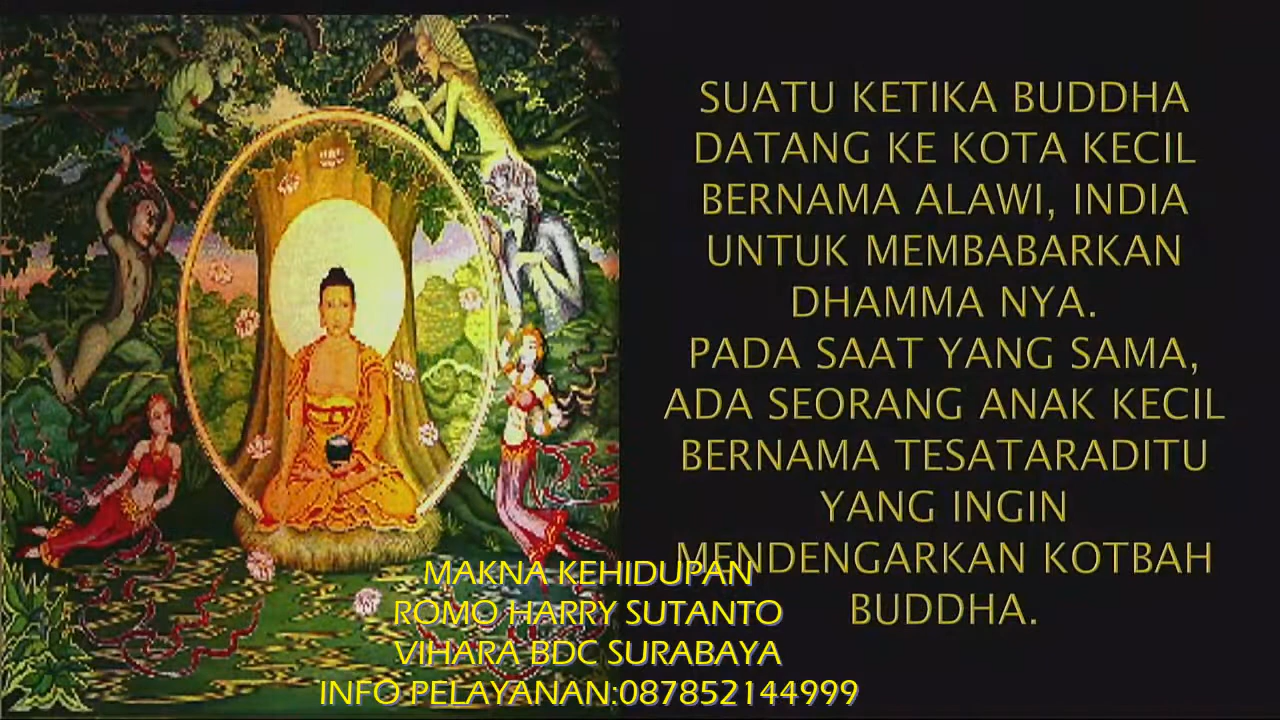 SUATU KETIKA BUDDHA
DATANG KE KOTA KECIL
BERNAMA ALAWI, INDIA
UNTUK MEMBABARKAN
DHAMMA NYA.
PADA SAAT YANG SAMA,
ADA SEORANG ANAK KECIL
BERNAMA TESATARADITU
YANG INGIN
MENDENGARKAN KOTBAH
BUDDHA.
MAKNA KEHIDUPAN
ROMO HARRY SUTANTO
VIHARA BDC SURABAYA
INFO PELAYANAN:087852144999